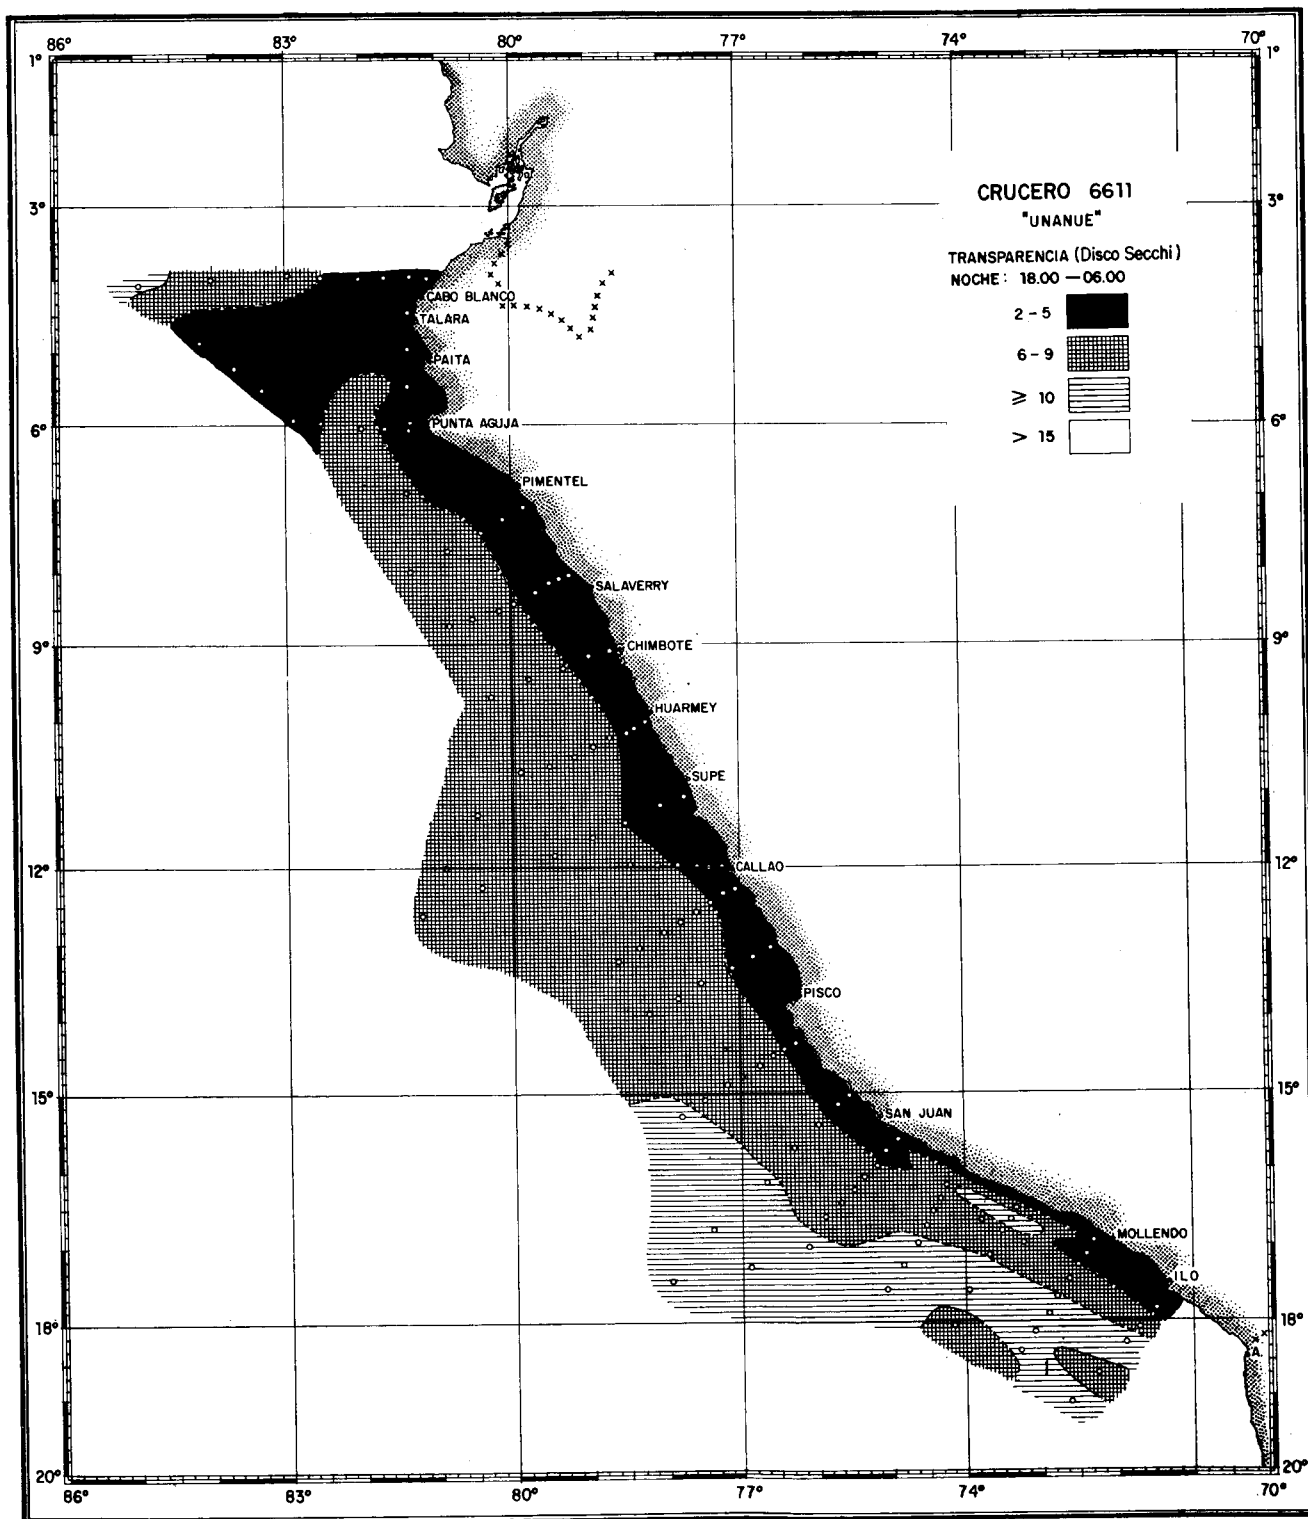 86° 83° 80° 77° 74° 70°
1° 1°
3° 3°
CRUCERO 6611
"UNANUE"
TRANSPARENCIA (Disco Secchi)
NOCHE: 18.00 — 06.00
2 - 5
6 - 9
⩾ 10
> 15
CABO BLANCO
TALARA
PAITA
PUNTA AGUJA
6° 6°
PIMENTEL
SALAVERRY
9° 9°
CHIMBOTE
HUARMEY
SUPE
12° 12°
CALLAO
PISCO
15° 15°
SAN JUAN
MOLLENDO
ILO
18° 18°
A.
20° 20°
86° 83° 80° 77° 74° 70°